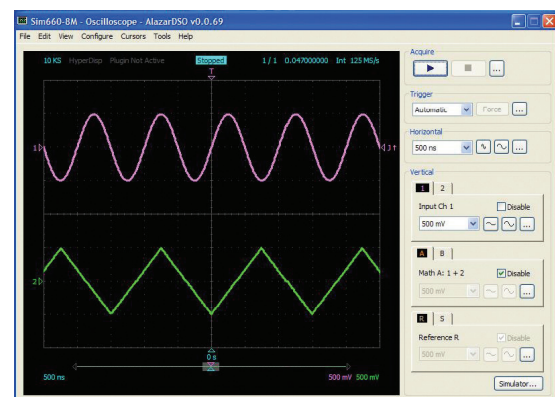 Sim660-8M - Oscilloscope - AlazarDSO v0.0.69
File Edit View Configure Cursors Tools Help
10 KS HyperDisp Plugin Not Active Stopped 1 / 1 0.047000000 Int 125 MS/s
T
1
J
2
0 s
500 ns 500 mV 500 mV
Acquire
...
Trigger
Automatic Force ...
Horizontal
500 ns ...
Vertical
1 2
Input Ch 1 Disable
500 mV ...
A B
Math A: 1 + 2 Disable
500 mV ...
R S
Reference R Disable
500 mV ...
Simulator...